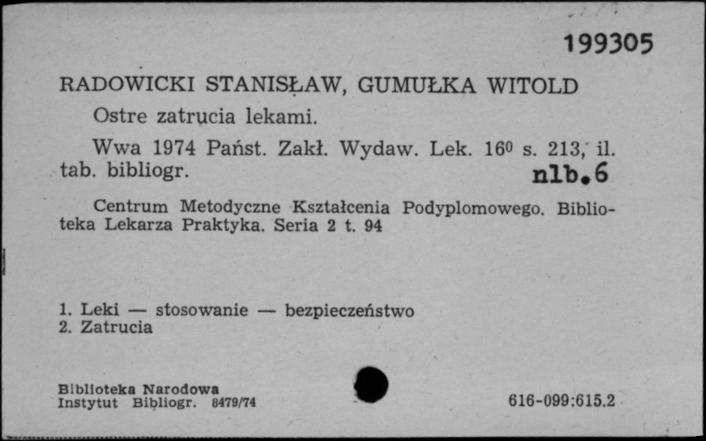 199305
RADOWICKI STANISŁAW, GUMUŁKA WITOLD
Ostre zatrucia lekami.
Wwa 1974 Państ. Zakł. Wydaw. Lek. 16⁰ s. 213, il.
tab. bibliogr. nlb.6
Centrum Metodyczne Kształcenia Podyplomowego. Biblio-
teka Lekarza Praktyka. Seria 2 t. 94
1. Leki — stosowanie — bezpieczeństwo
2. Zatrucia
Biblioteka Narodowa
Instytut Bibliogr. 8479/74 616-099:615.2